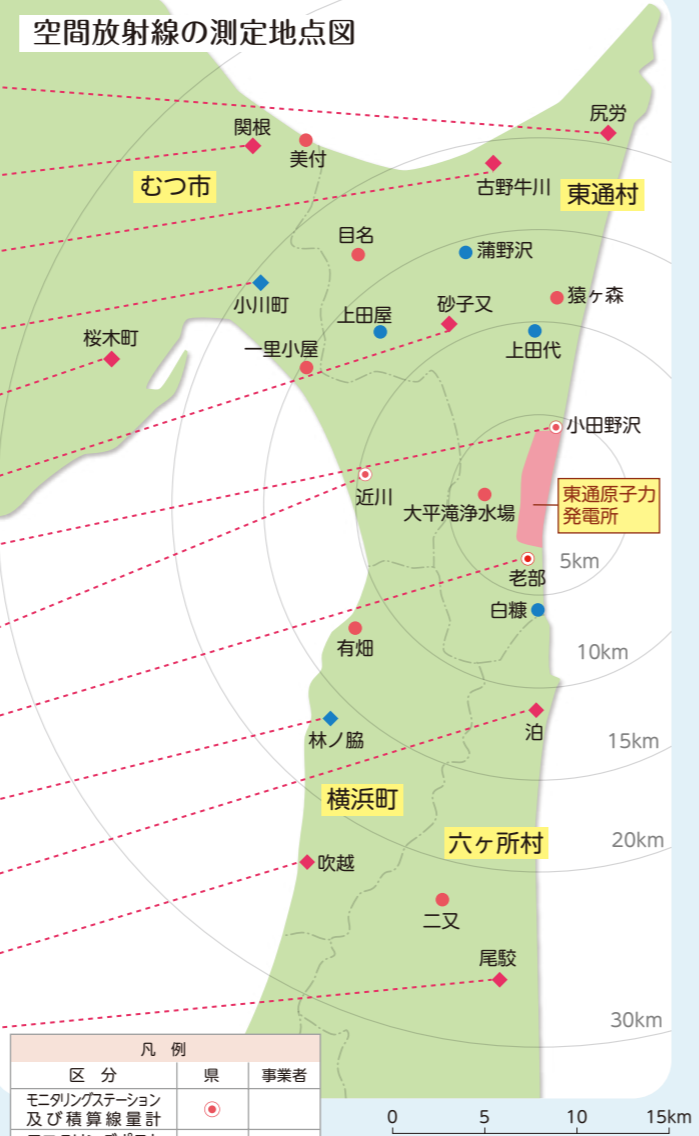 空間放射線の測定地点図
尻労
関根
美付
古野牛川
むつ市
東通村
目名
蒲野沢
小川町
猿ヶ森
上田屋
砂子又
桜木町
一里小屋
上田代
小田野沢
近川
大平滝浄水場
東通原子力
発電所
5km
老部
白糠
有畑
10km
泊
林ノ脇
15km
横浜町
六ヶ所村
20km
吹越
二又
尾駮
30km
凡 例
区 分 県 事業者
モニタリングステーション
及び積算線量計
0 5 10 15km